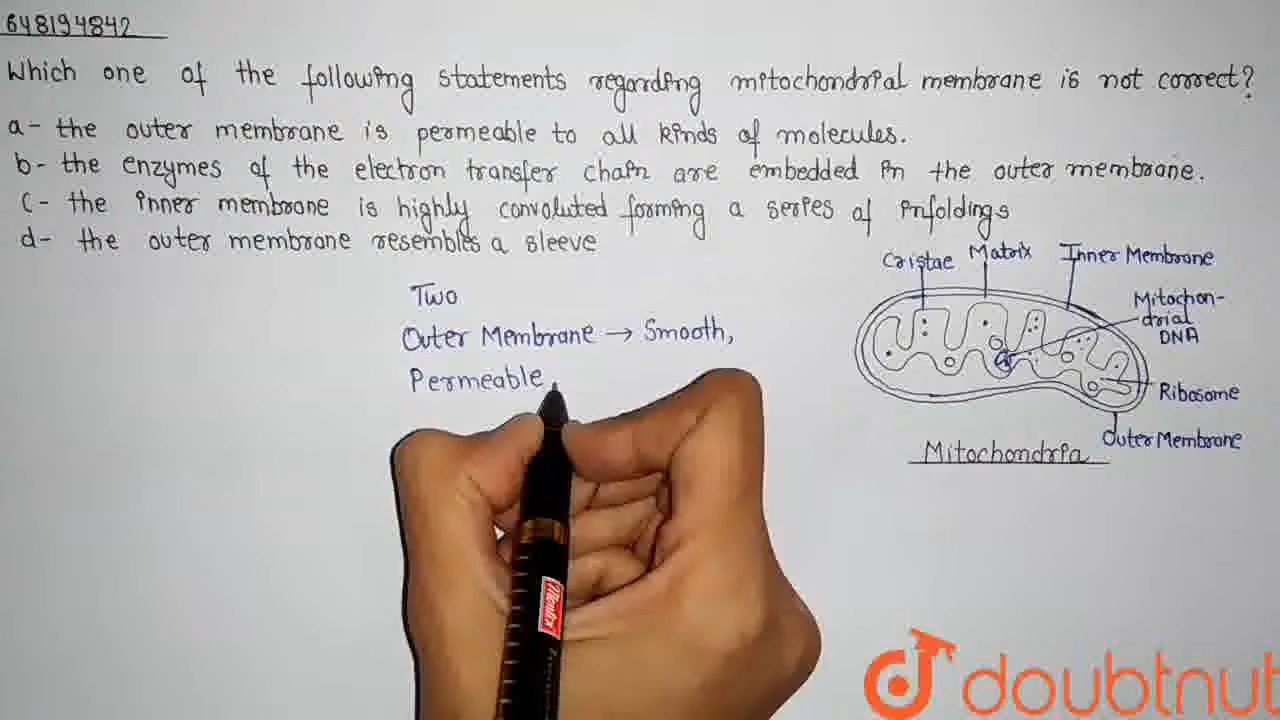 648194842
Which one of the following statements regarding mitochondrial membrane is not correct?
a- the outer membrane is permeable to all kinds of molecules.
b- the enzymes of the electron transfer chain are embedded in the outer membrane.
c- the inner membrane is highly convoluted forming a series of infoldings
d- the outer membrane resembles a sleeve
Two
Outer Membrane → Smooth,
Permeable
Cristae
Matrix
Inner Membrane
Mitochon-
drial
DNA
Ribosome
Outer Membrane
Mitochondria
Montex
doubtnut